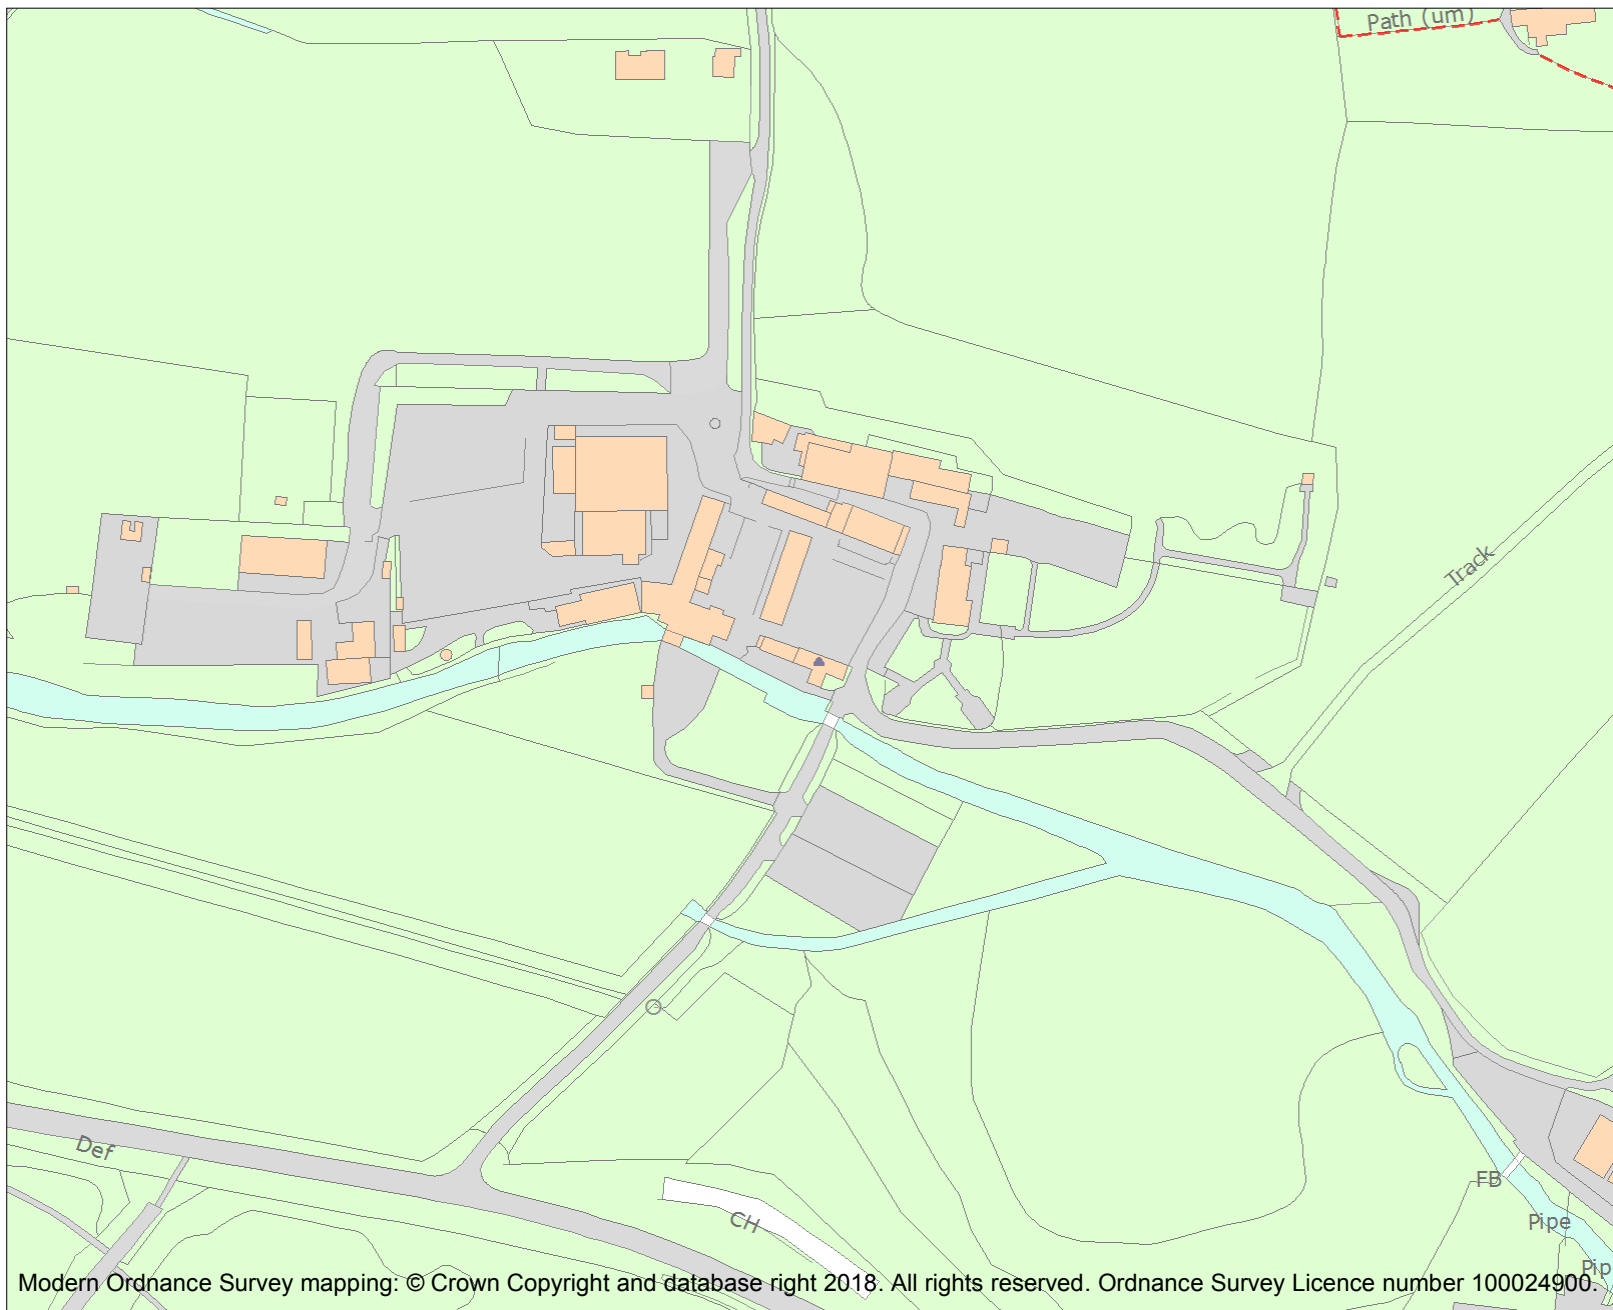 Path (um)
Track
Def
FB
CH
Pipe
Pip
Modern Ordnance Survey mapping: © Crown Copyright and database right 2018. All rights reserved. Ordnance Survey Licence number 100024900.